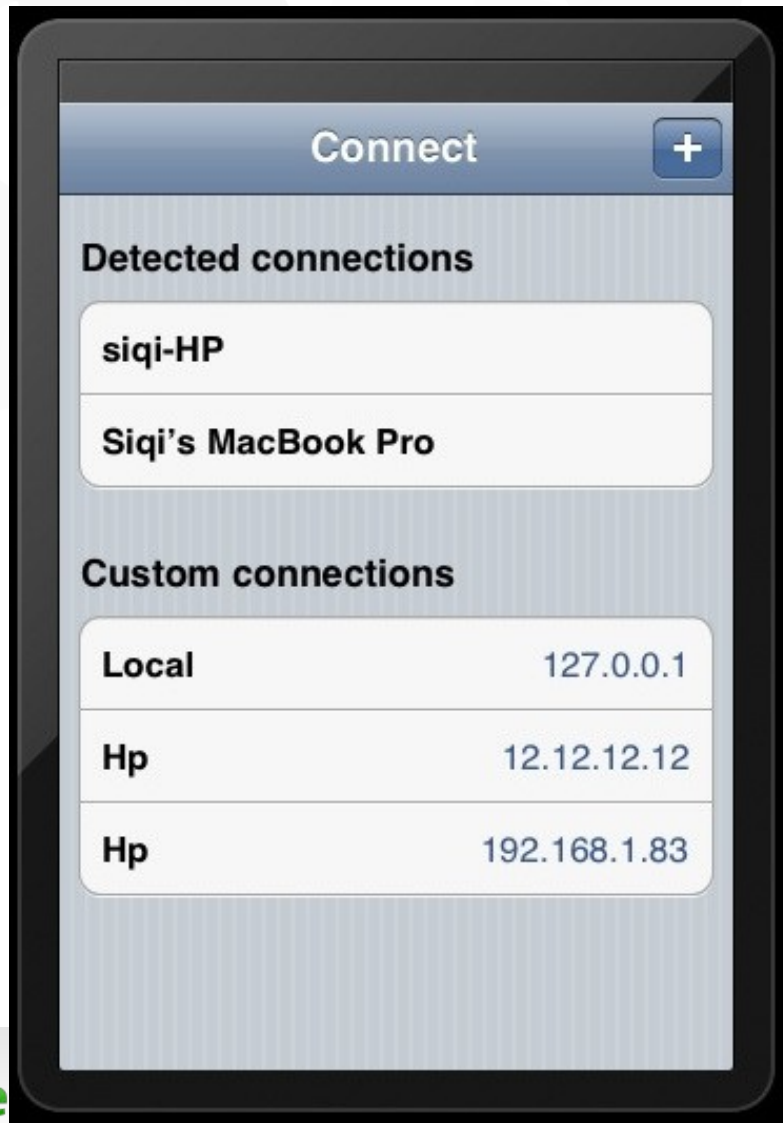 Connect +
Detected connections
siqi-HP
Siqi's MacBook Pro
Custom connections
Local 127.0.0.1
Hp 12.12.12.12
Hp 192.168.1.83
e